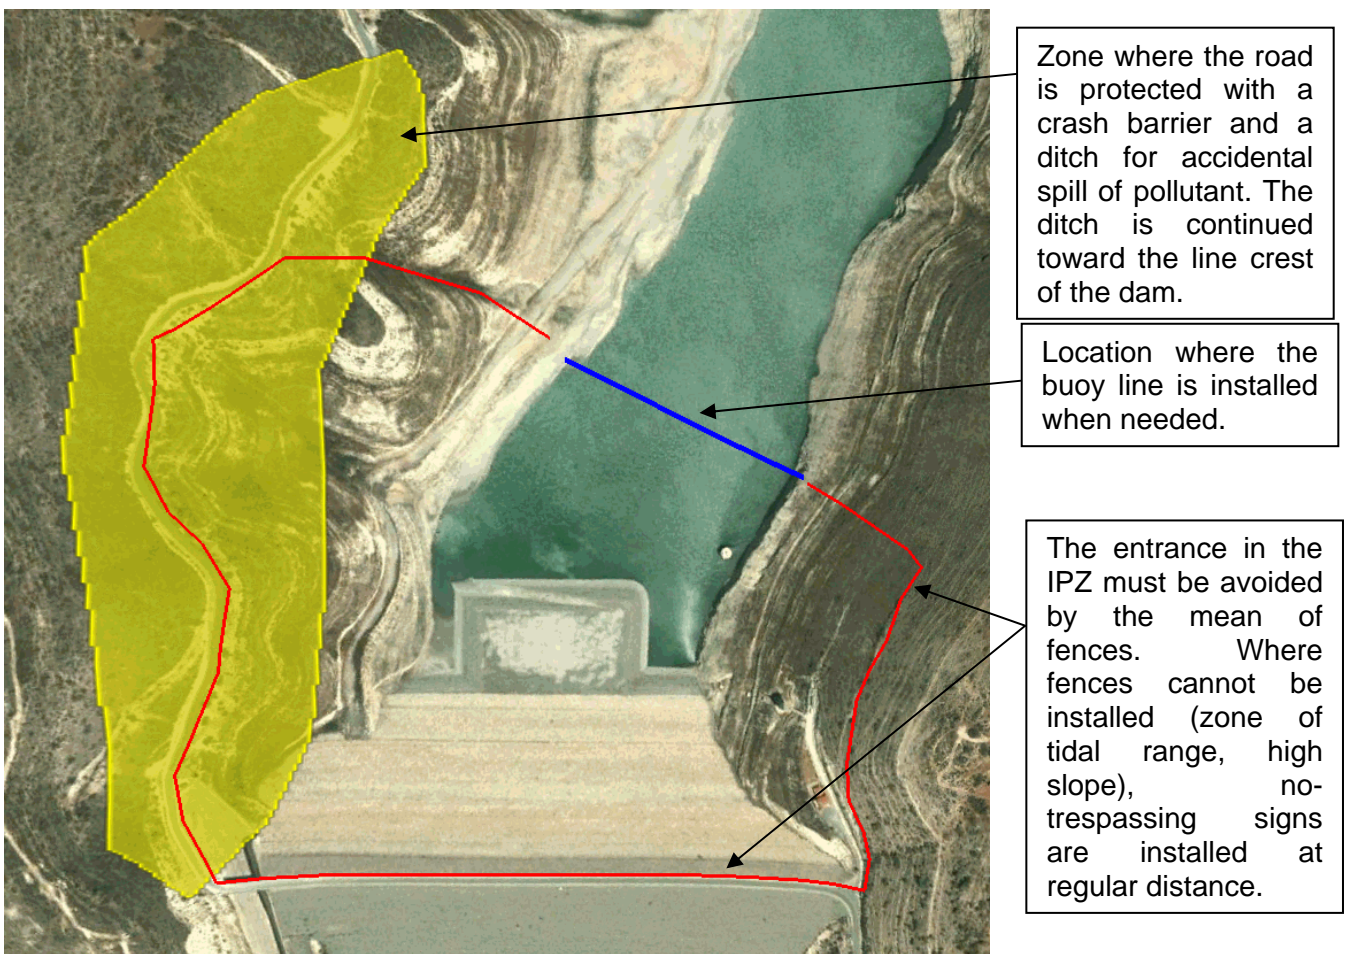 Zone where the road
is protected with a
crash barrier and a
ditch for accidental
spill of pollutant. The
ditch is continued
toward the line crest
of the dam.
Location where the
buoy line is installed
when needed.
The entrance in the
IPZ must be avoided
by the mean of
fences. Where
fences cannot be
installed (zone of
tidal range, high
slope), no-
trespassing signs
are installed at
regular distance.